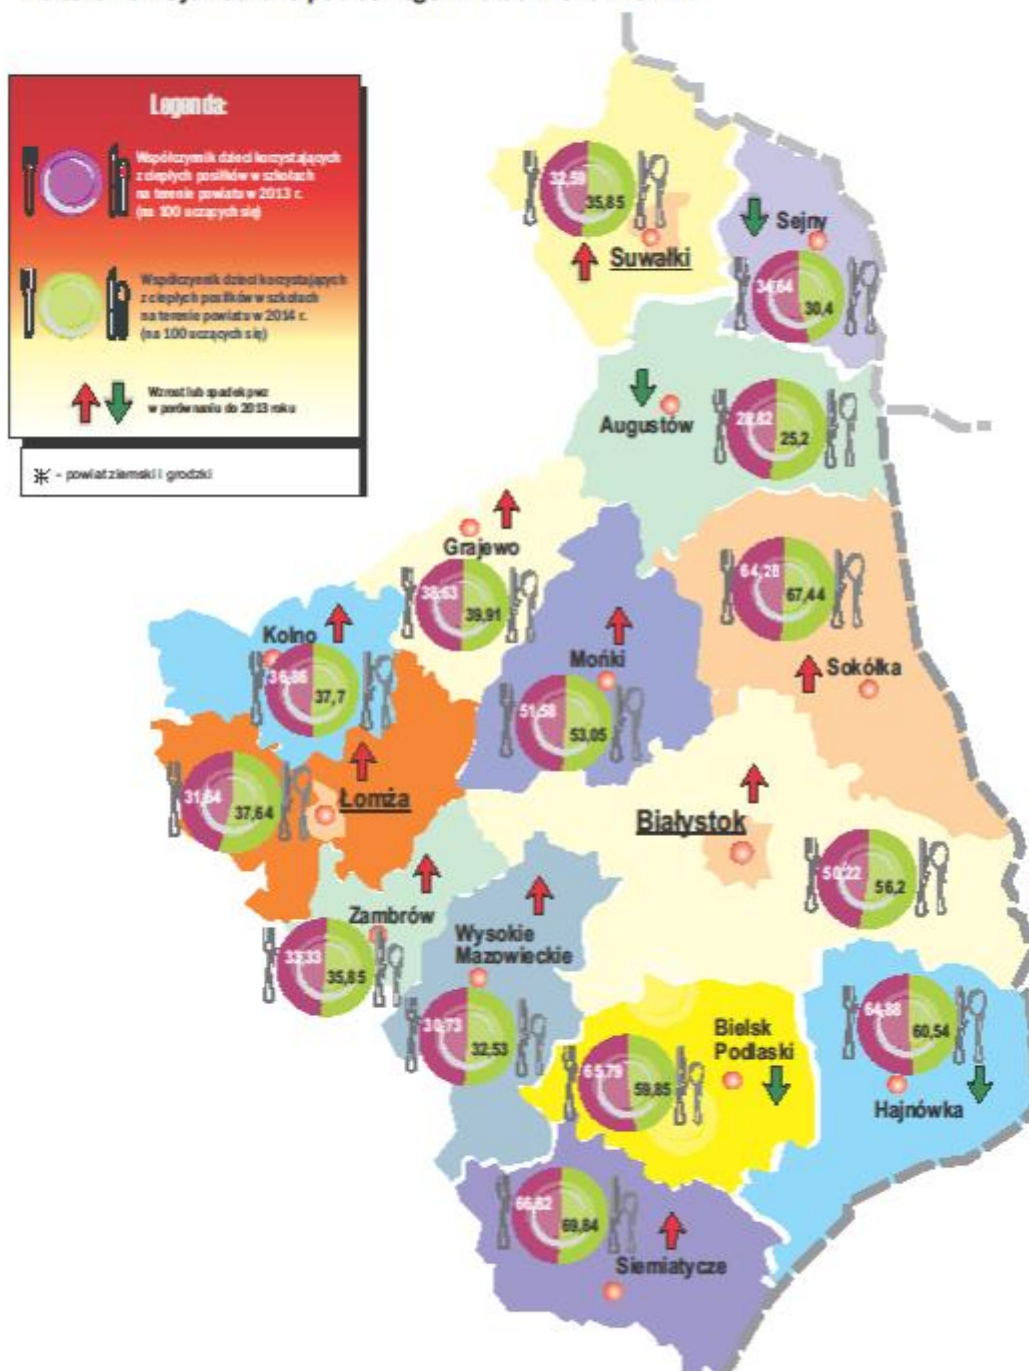 Legenda:
Współczynnik dzieci korzystających
z ciepłych posiłków w szkołach
na terenie powiatu w 2013 r.
(na 100 uczących się)
Współczynnik dzieci korzystających
z ciepłych posiłków w szkołach
na terenie powiatu w 2014 r.
(na 100 uczących się)
Wzrost lub spadek pwz
w porównaniu do 2013 roku
- powiat ziemski i grodzki
32,59
35,85
Suwałki
Sejny
34,64
30,4
Augustów
28,82
25,2
Grajewo
38,63
39,91
64,28
67,44
Sokółka
Kolno
36,86
37,7
Mońki
51,58
53,05
31,64
37,64
Łomża
Białystok
50,22
56,2
Zambrów
33,33
35,85
Wysokie
Mazowieckie
30,73
32,53
Bielsk
Podlaski
65,79
59,85
64,88
60,54
Hajnówka
66,82
69,84
Siemiatycze